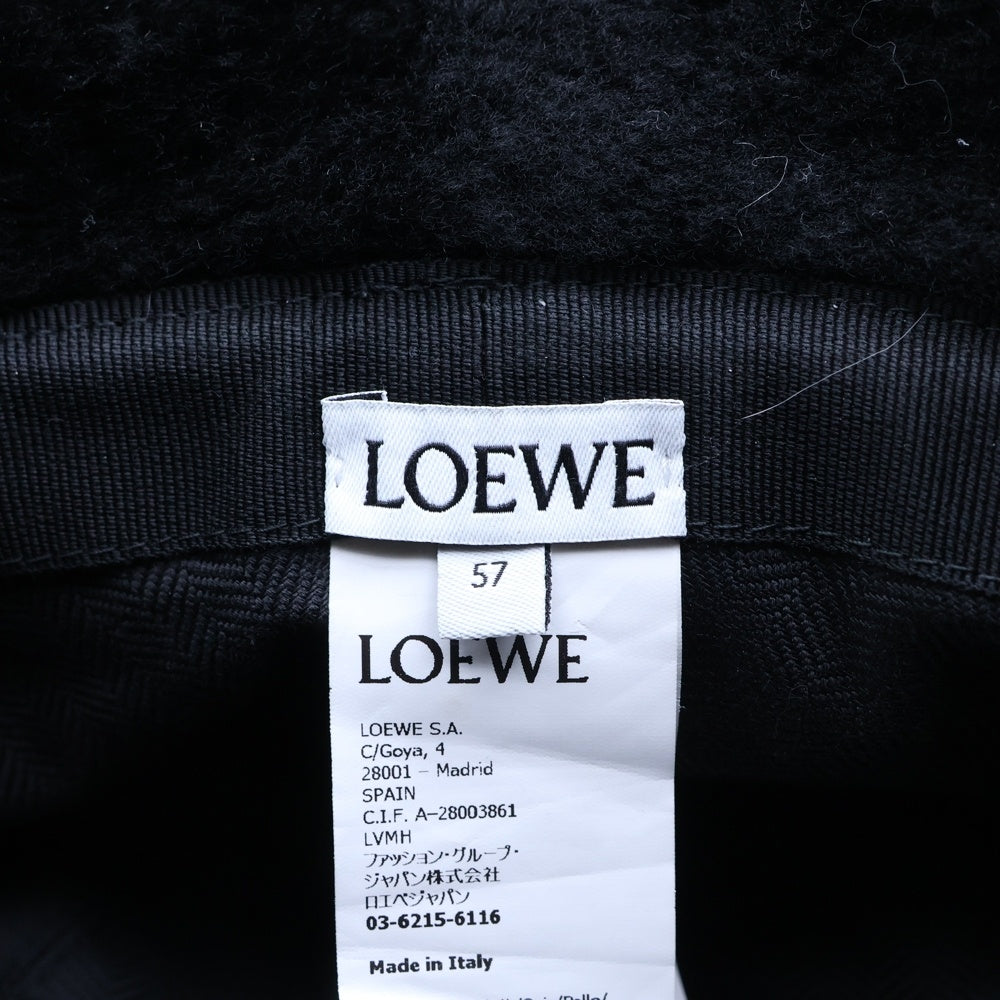 LOEWE
57
LOEWE
LOEWE S.A.
C/Goya, 4
28001 – Madrid
SPAIN
C.I.F. A–28003861
LVMH
ファッション・グループ・
ジャパン株式会社
ロエベジャパン
03-6215-6116
Made in Italy